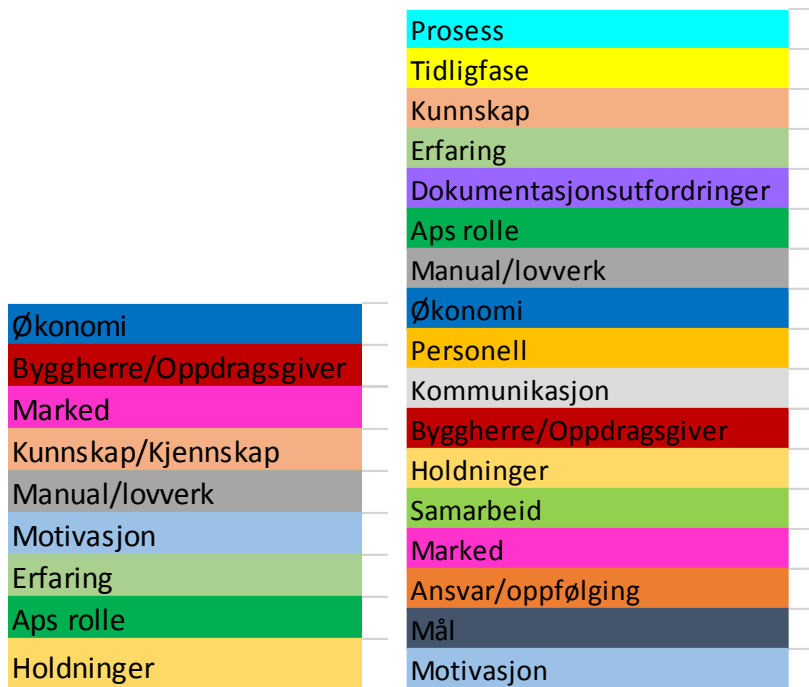 Økonomi
Byggherre/Oppdragsgiver
Marked
Kunnskap/Kjennskap
Manual/lovverk
Motivasjon
Erfaring
Aps rolle
Holdninger
Prosess
Tidligfase
Kunnskap
Erfaring
Dokumentasjonsutfordringer
Aps rolle
Manual/lovverk
Økonomi
Personell
Kommunikasjon
Byggherre/Oppdragsgiver
Holdninger
Samarbeid
Marked
Ansvar/oppfølging
Mål
Motivasjon